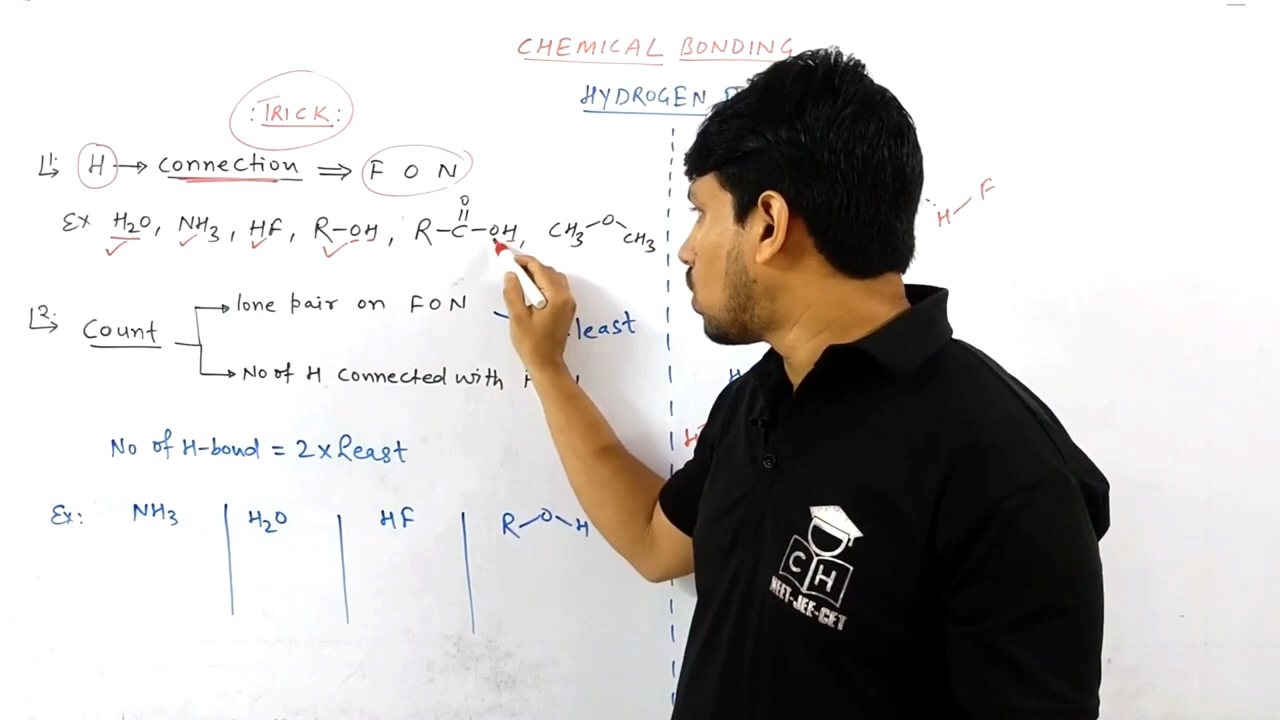 CHEMICAL BONDING
HYDROGEN
: TRICK :
1: H → connection ⇒ F O N
Ex H₂O, NH₃, HF, R–OH, R–C–OH, CH₃ O CH₃
O
2: Count
lone pair on F O N
No of H connected with
least
No of H-bond = 2 x least
Ex: NH₃ | H₂O | HF | R O–H
H F
H
H
C H
NEET-JEE-CET